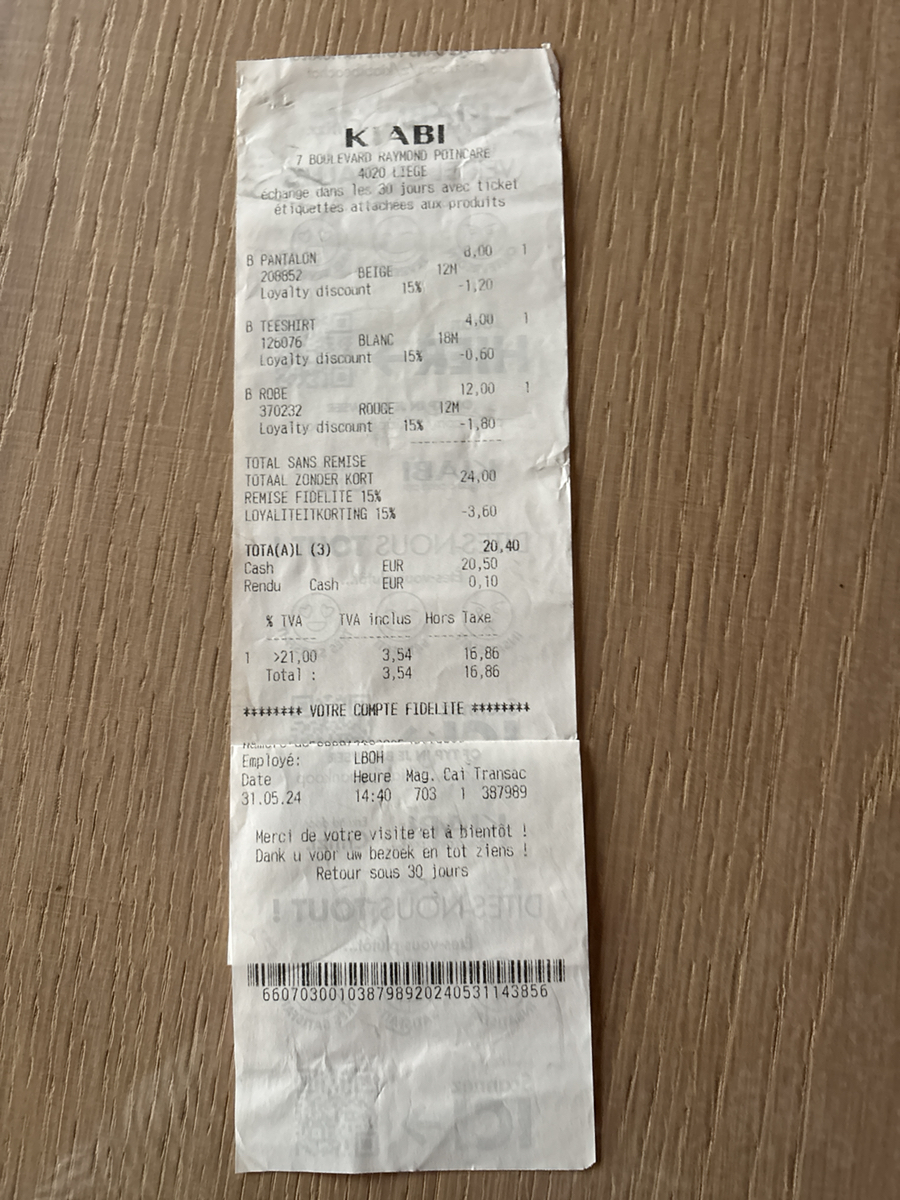 KIABI
7 BOULEVARD RAYMOND POINCARE
4020 LIEGE
échange dans les 30 jours avec ticket
étiquettes attachees aux produits
B PANTALON 8,00 1
208852 BEIGE 12M
Loyalty discount 15% -1,20
B TEESHIRT 4,00 1
126076 BLANC 18M
Loyalty discount 15% -0,60
B ROBE 12,00 1
370232 ROUGE 12M
Loyalty discount 15% -1,80
TOTAL SANS REMISE
TOTAAL ZONDER KORT 24,00
REMISE FIDELITE 15%
LOYALITEITKORTING 15% -3,60
TOTA(A)L (3) 20,40
Cash EUR 20,50
Rendu Cash EUR 0,10
% TVA TVA inclus Hors Taxe
1 >21,00 3,54 16,86
Total : 3,54 16,86
******** VOTRE COMPTE FIDELITE ********
Employé: LBOH
Date Heure Mag. Cai Transac
31.05.24 14:40 703 1 387989
Merci de votre visite et à bientôt !
Dank u voor uw bezoek en tot ziens !
Retour sous 30 jours
DITES-NOUS TOUT !
66070300103879892024053114385​6